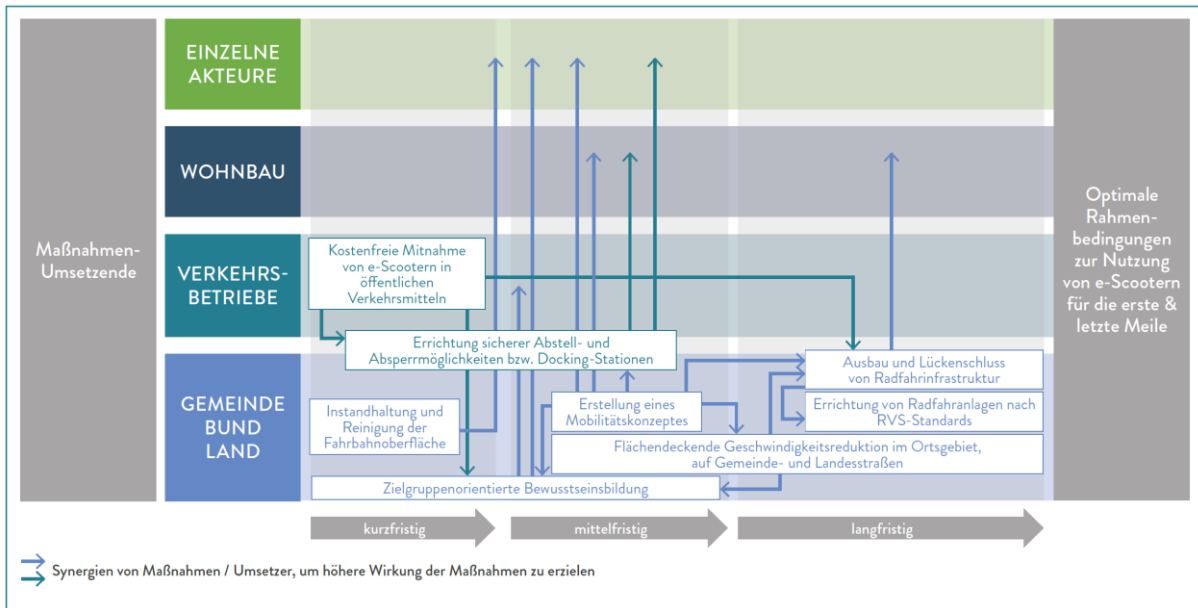 EINZELNE
AKTEURE
WOHNBAU
Maßnahmen-
Umsetzende
VERKEHRS-
BETRIEBE
Kostenfreie Mitnahme
von e-Scootern in
öffentlichen
Verkehrsmitteln
Errichtung sicherer Abstell- und
Absperrmöglichkeiten bzw. Docking-Stationen
Optimale
Rahmen-
bedingungen
zur Nutzung
von e-Scootern
für die erste &
letzte Meile
GEMEINDE
BUND
LAND
Ausbau und Lückenschluss
von Radfahrinfrastruktur
Instandhaltung und
Reinigung der
Fahrbahnoberfläche
Erstellung eines
Mobilitätskonzeptes
Errichtung von Radfahranlagen nach
RVS-Standards
Flächendeckende Geschwindigkeitsreduktion im Ortsgebiet,
auf Gemeinde- und Landesstraßen
Zielgruppenorientierte Bewusstseinsbildung
kurzfristig
mittelfristig
langfristig
Synergien von Maßnahmen / Umsetzer, um höhere Wirkung der Maßnahmen zu erzielen